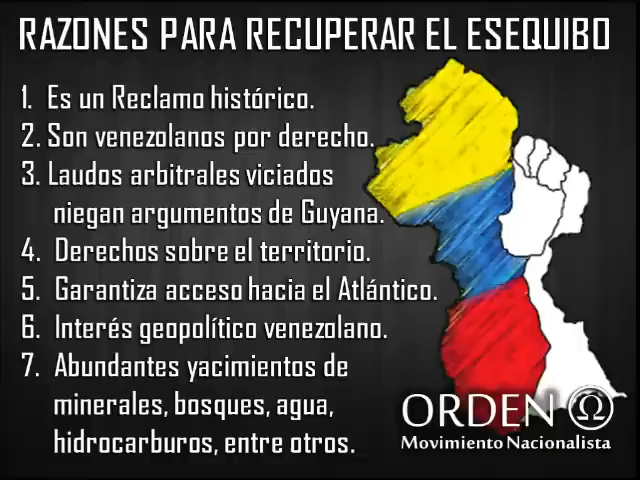 RAZONES PARA RECUPERAR EL ESEQUIBO
1. Es un Reclamo histórico.
2. Son venezolanos por derecho.
3. Laudos arbitrales viciados
niegan argumentos de Guyana.
4. Derechos sobre el territorio.
5. Garantiza acceso hacia el Atlántico.
6. Interés geopolítico venezolano.
7. Abundantes yacimientos de
minerales, bosques, agua,
hidrocarburos, entre otros.
ORDEN Ω
Movimiento Nacionalista